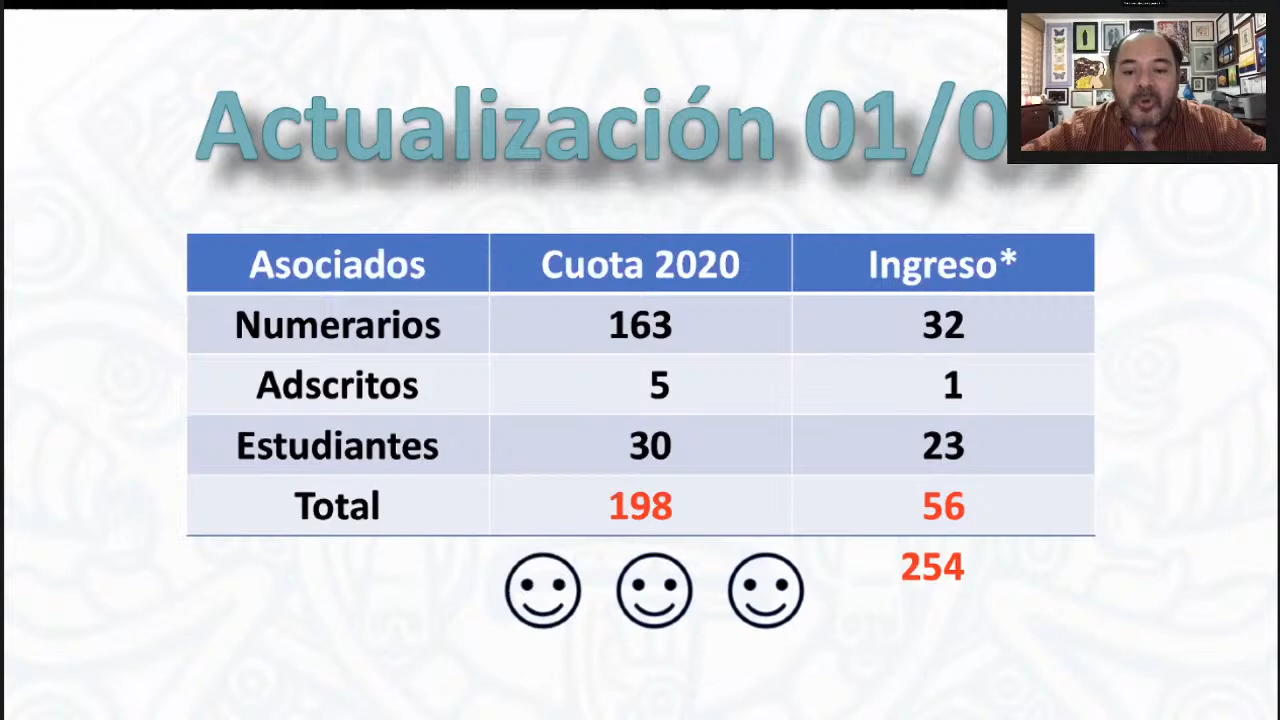 Actualización 01/0
Asociados Cuota 2020 Ingreso*
Numerarios 163 32
Adscritos 5 1
Estudiantes 30 23
Total 198 56
254